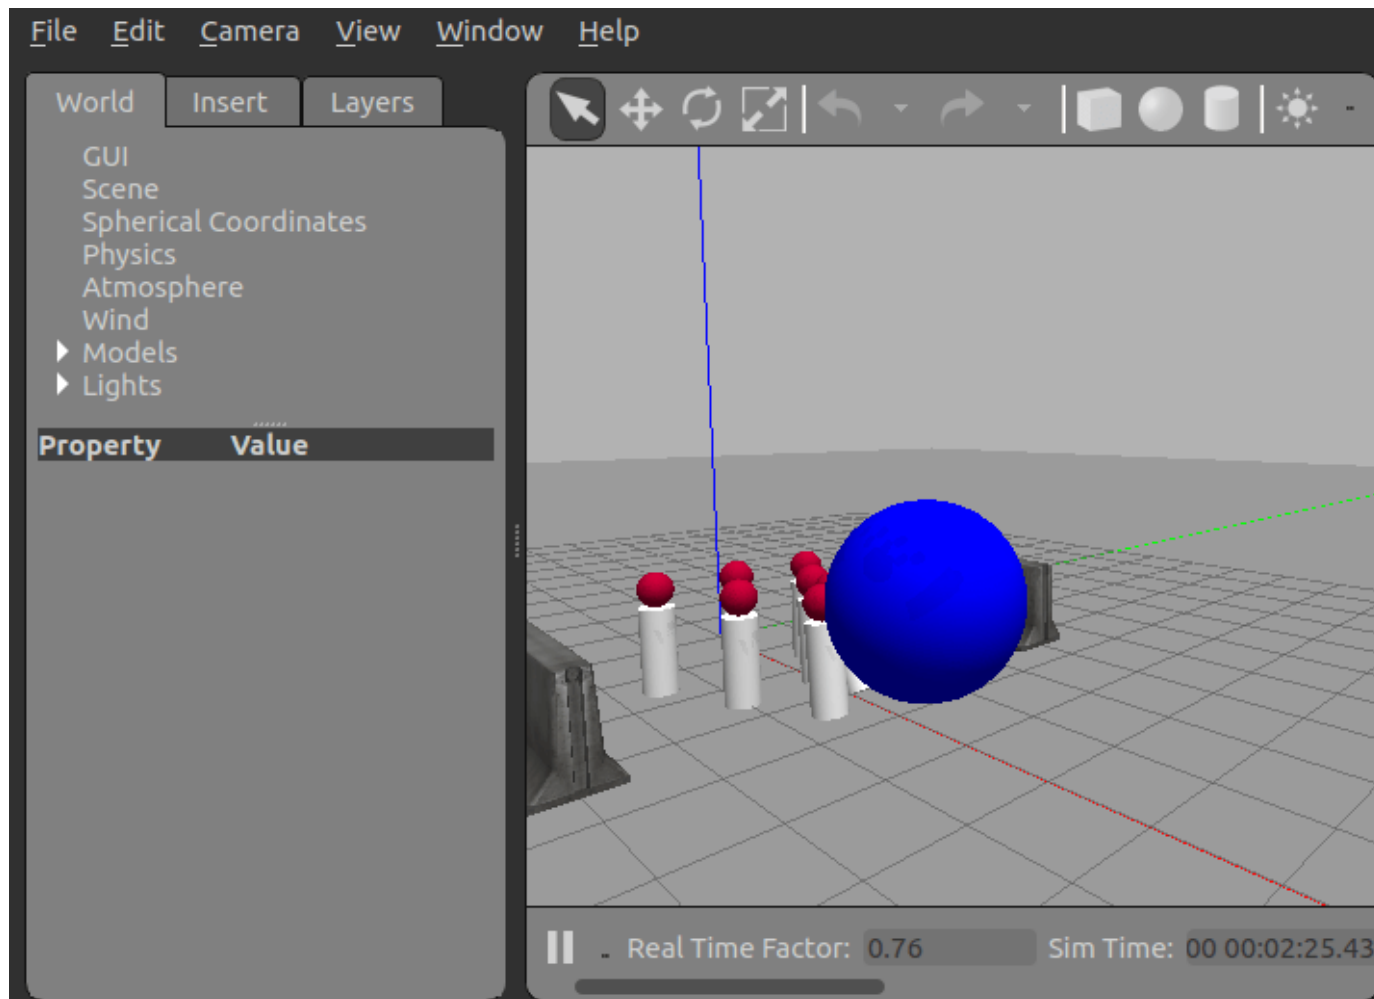 File Edit Camera View Window Help
World Insert Layers
GUI
Scene
Spherical Coordinates
Physics
Atmosphere
Wind
Models
Lights
Property Value
Real Time Factor: 0.76 Sim Time: 00 00:02:25.43